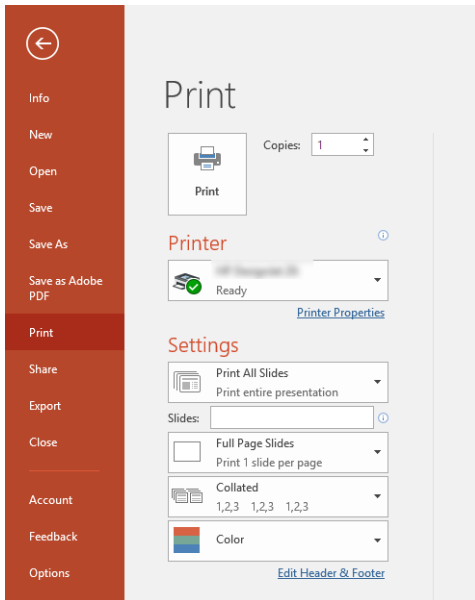 Print
Info
New
Open
Save
Save As
Save as Adobe
PDF
Print
Share
Export
Close
Account
Feedback
Options
Copies: 1
Print
Printer
Ready
Printer Properties
Settings
Print All Slides
Print entire presentation
Slides:
Full Page Slides
Print 1 slide per page
Collated
1,2,3 1,2,3 1,2,3
Color
Edit Header & Footer